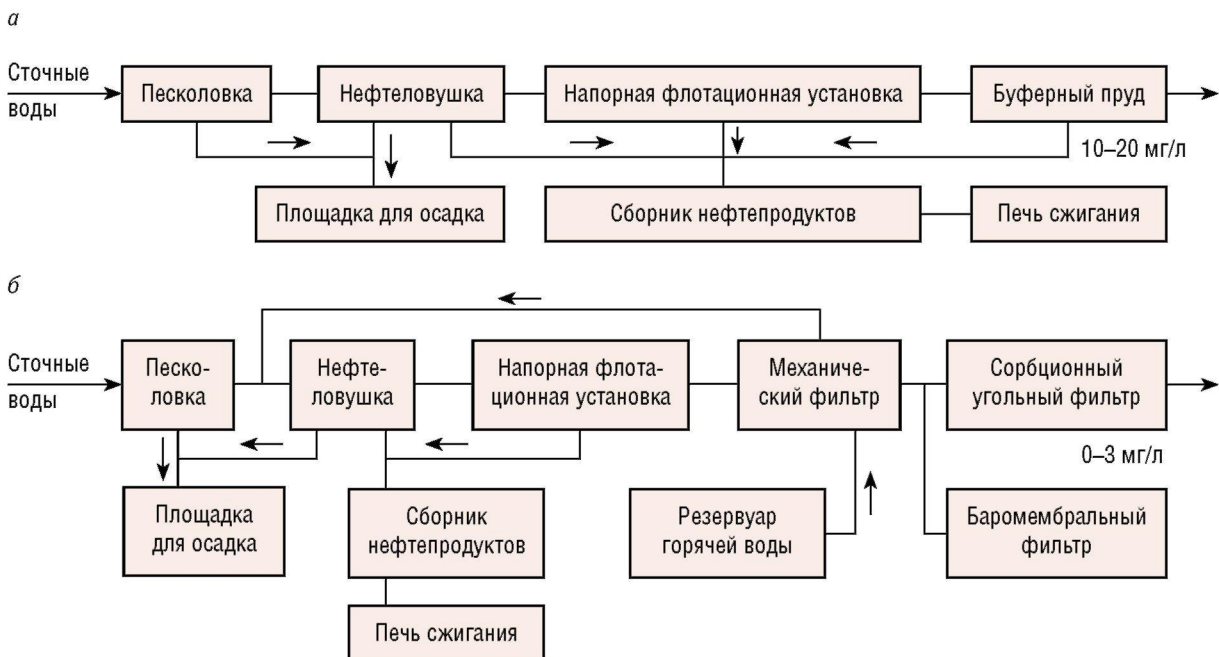 а
Сточные
воды
Песколовка
Нефтеловушка
Напорная флотационная установка
Буферный пруд
10–20 мг/л
Площадка для осадка
Сборник нефтепродуктов
Печь сжигания
б
Сточные
воды
Песко-
ловка
Нефте-
ловушка
Напорная флота-
ционная установка
Механиче-
ский фильтр
Сорбционный
угольный фильтр
0–3 мг/л
Площадка
для осадка
Сборник
нефтепродуктов
Резервуар
горячей воды
Баромембральный
фильтр
Печь сжигания